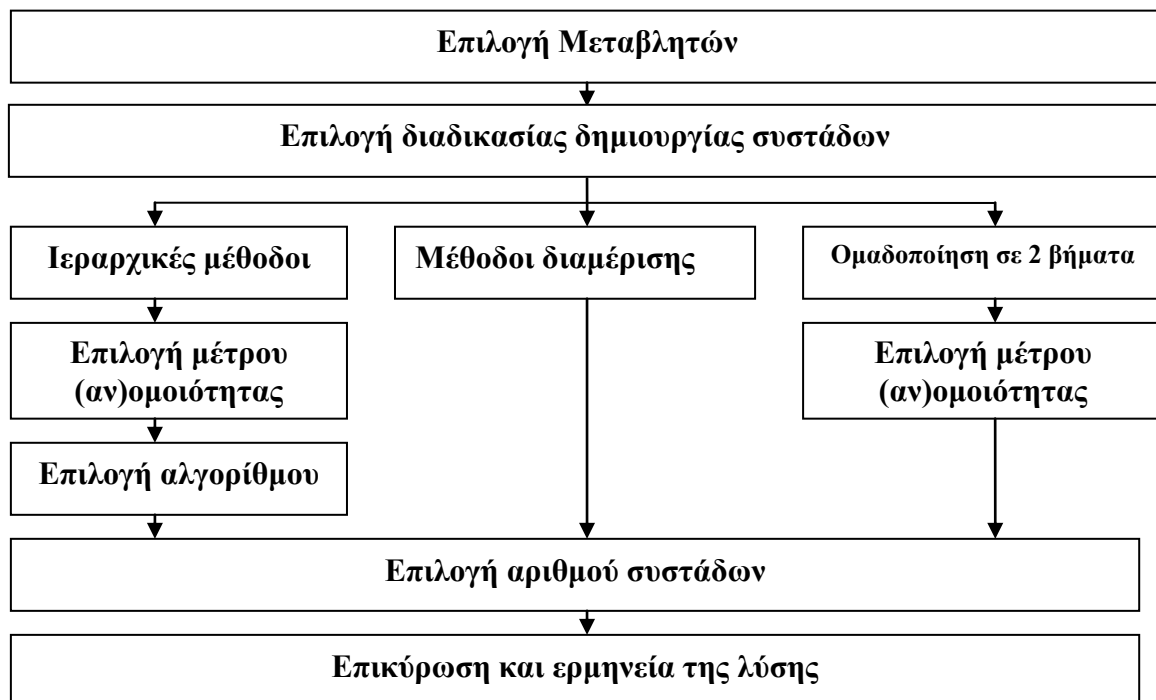 Επιλογή Μεταβλητών
Επιλογή διαδικασίας δημιουργίας συστάδων
Ιεραρχικές μέθοδοι
Μέθοδοι διαμέρισης
Ομαδοποίηση σε 2 βήματα
Επιλογή μέτρου
(αν)ομοιότητας
Επιλογή μέτρου
(αν)ομοιότητας
Επιλογή αλγορίθμου
Επιλογή αριθμού συστάδων
Επικύρωση και ερμηνεία της λύσης